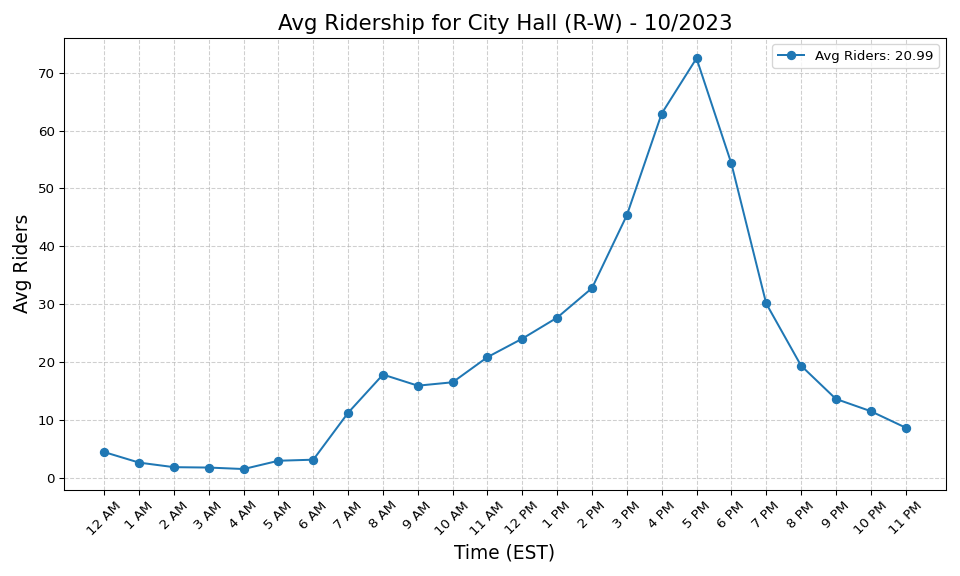 Avg Ridership for City Hall (R-W) - 10/2023
Avg Riders: 20.99
Avg Riders
70
60
50
40
30
20
10
0
12 AM 1 AM 2 AM 3 AM 4 AM 5 AM 6 AM 7 AM 8 AM 9 AM 10 AM 11 AM 12 PM 1 PM 2 PM 3 PM 4 PM 5 PM 6 PM 7 PM 8 PM 9 PM 10 PM 11 PM
Time (EST)